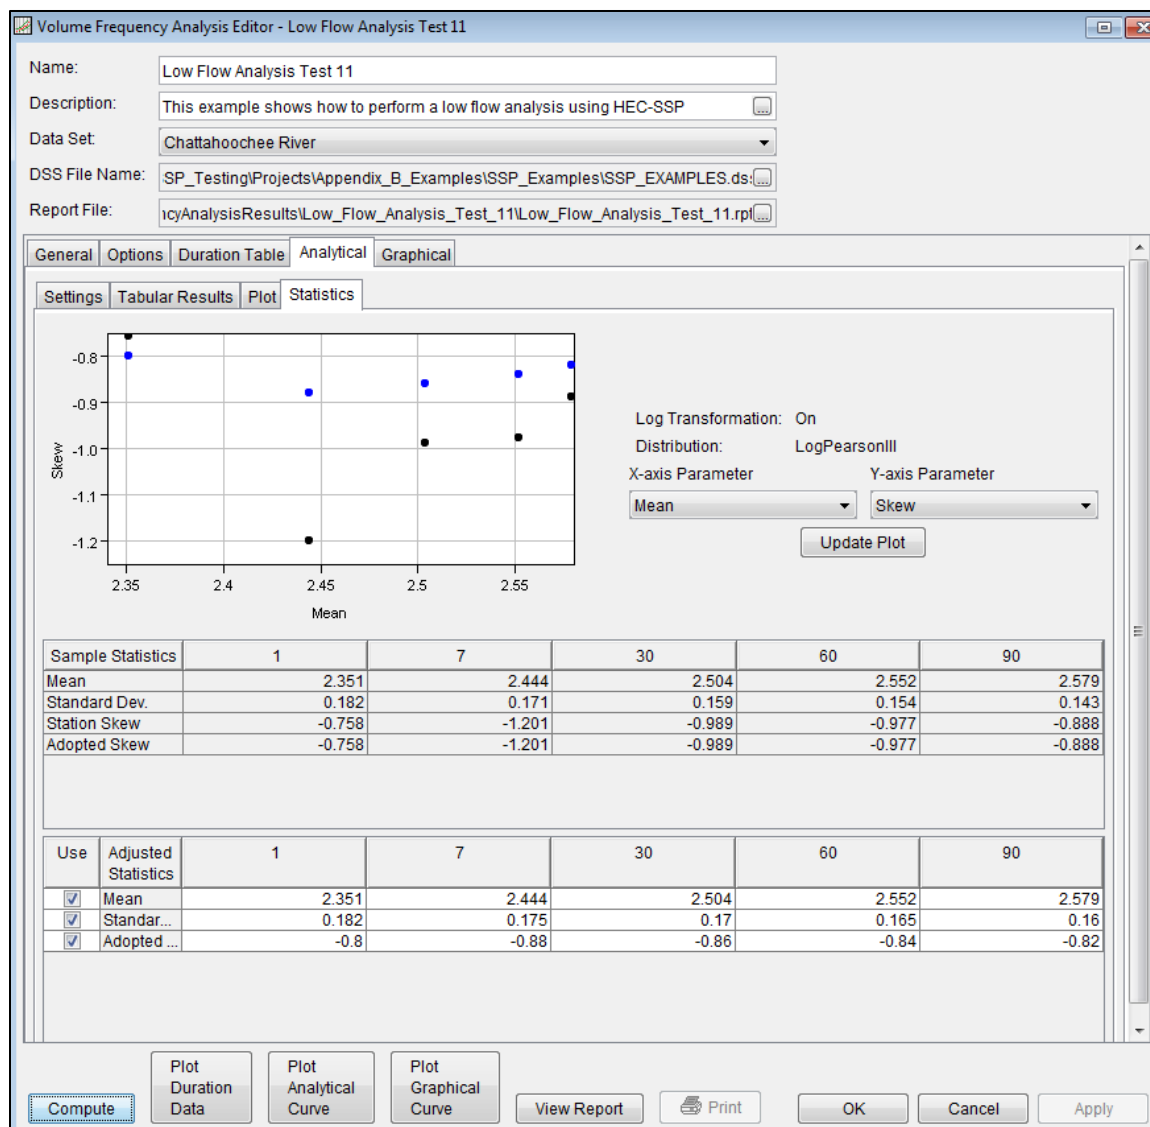 Volume Frequency Analysis Editor - Low Flow Analysis Test 11
Name: Low Flow Analysis Test 11
Description: This example shows how to perform a low flow analysis using HEC-SSP ...
Data Set: Chattahoochee River
DSS File Name: SP_Testing\Projects\Appendix_B_Examples\SSP_Examples\SSP_EXAMPLES.ds ...
Report File: ncyAnalysisResults\Low_Flow_Analysis_Test_11\Low_Flow_Analysis_Test_11.rpt ...
General Options Duration Table Analytical Graphical
Settings Tabular Results Plot Statistics
-0.8
-0.9
-1.0
-1.1
-1.2
Skew
2.35 2.4 2.45 2.5 2.55
Mean
Log Transformation: On
Distribution: LogPearsonIII
X-axis Parameter Y-axis Parameter
Mean Skew
Update Plot
Sample Statistics 1 7 30 60 90
Mean 2.351 2.444 2.504 2.552 2.579
Standard Dev. 0.182 0.171 0.159 0.154 0.143
Station Skew -0.758 -1.201 -0.989 -0.977 -0.888
Adopted Skew -0.758 -1.201 -0.989 -0.977 -0.888
Use Adjusted Statistics 1 7 30 60 90
Mean 2.351 2.444 2.504 2.552 2.579
Standar... 0.182 0.175 0.17 0.165 0.16
Adopted ... -0.8 -0.88 -0.86 -0.84 -0.82
Compute
Plot Duration Data
Plot Analytical Curve
Plot Graphical Curve
View Report
Print
OK
Cancel
Apply